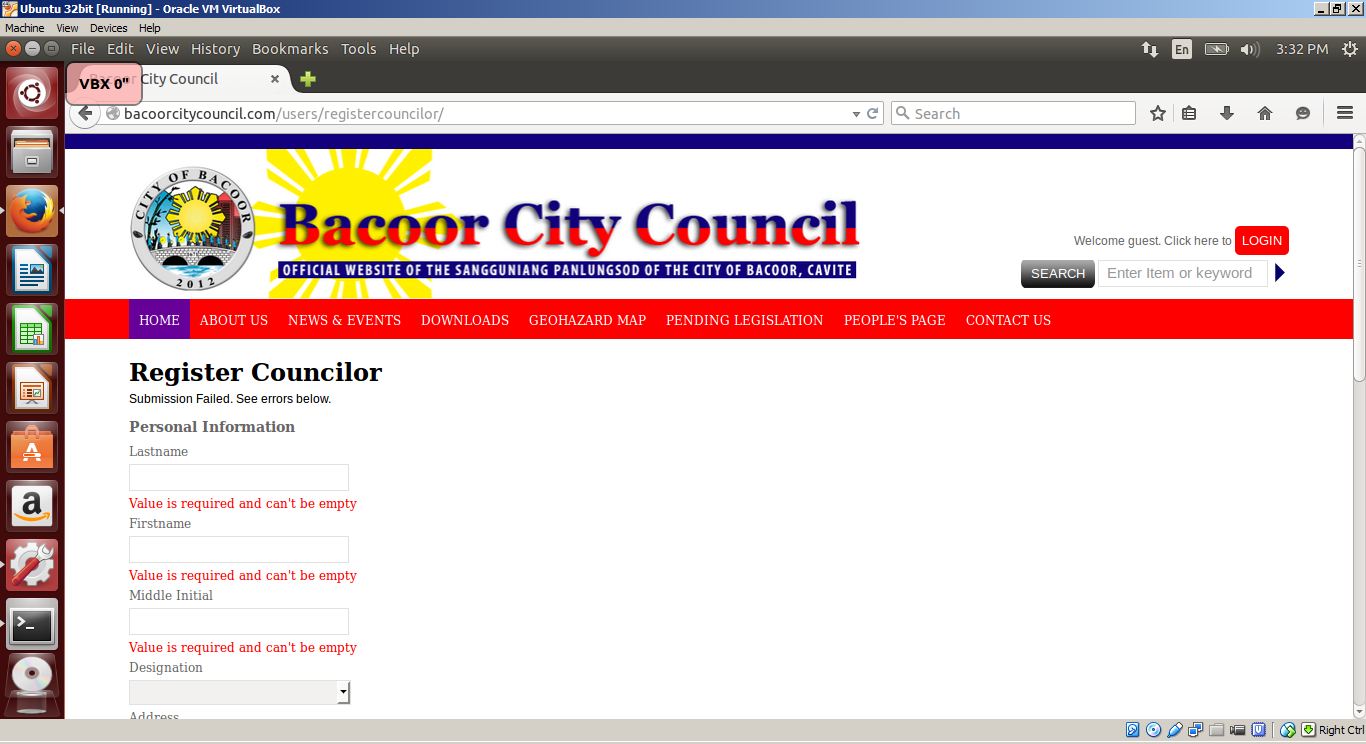 Ubuntu 32bit [Running] - Oracle VM VirtualBox
Machine View Devices Help
File Edit View History Bookmarks Tools Help
En 3:32 PM
VBX 0"
City Council
bacoorcitycouncil.com/users/registercouncilor/
Search
CITY OF BACOOR
2012
Bacoor City Council
OFFICIAL WEBSITE OF THE SANGGUNIANG PANLUNGSOD OF THE CITY OF BACOOR, CAVITE
Welcome guest. Click here to LOGIN
SEARCH Enter Item or keyword
HOME ABOUT US NEWS & EVENTS DOWNLOADS GEOHAZARD MAP PENDING LEGISLATION PEOPLE'S PAGE CONTACT US
Register Councilor
Submission Failed. See errors below.
Personal Information
Lastname
Value is required and can't be empty
Firstname
Value is required and can't be empty
Middle Initial
Value is required and can't be empty
Designation
Address
Right Ctrl